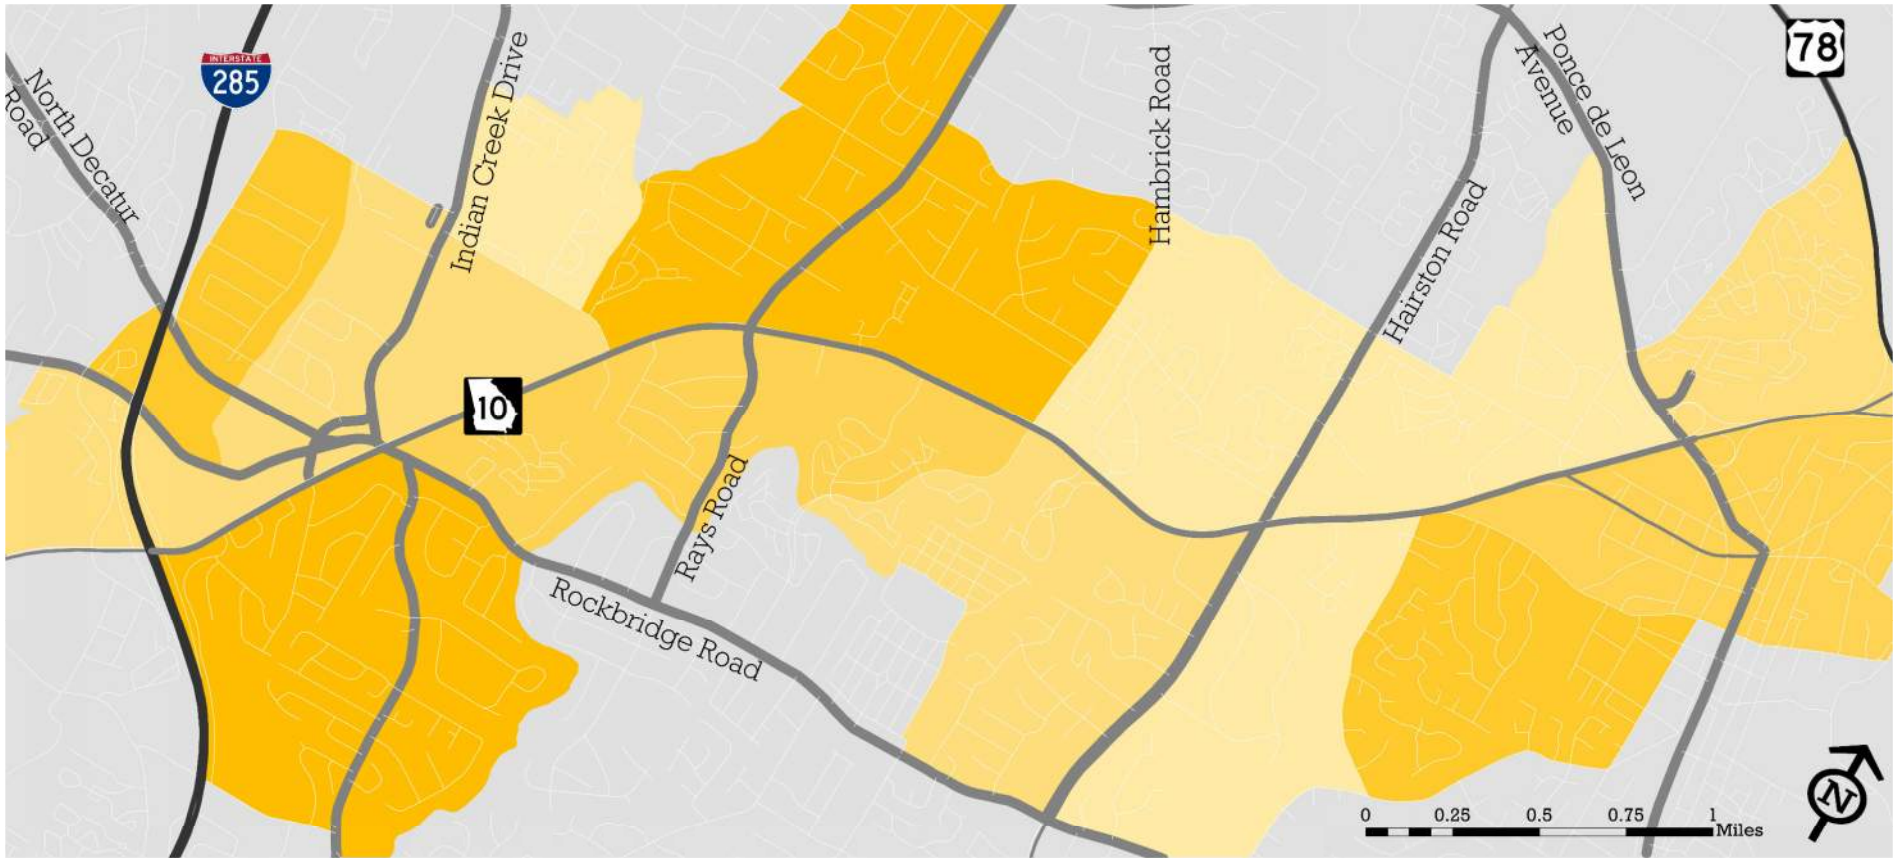 INTERSTATE
285
North Decatur
Road
Indian Creek Drive
10
Hambrick Road
Ponce de Leon
Avenue
78
Hairston Road
Rays Road
Rockbridge Road
0 0.25 0.5 0.75 1
Miles
N